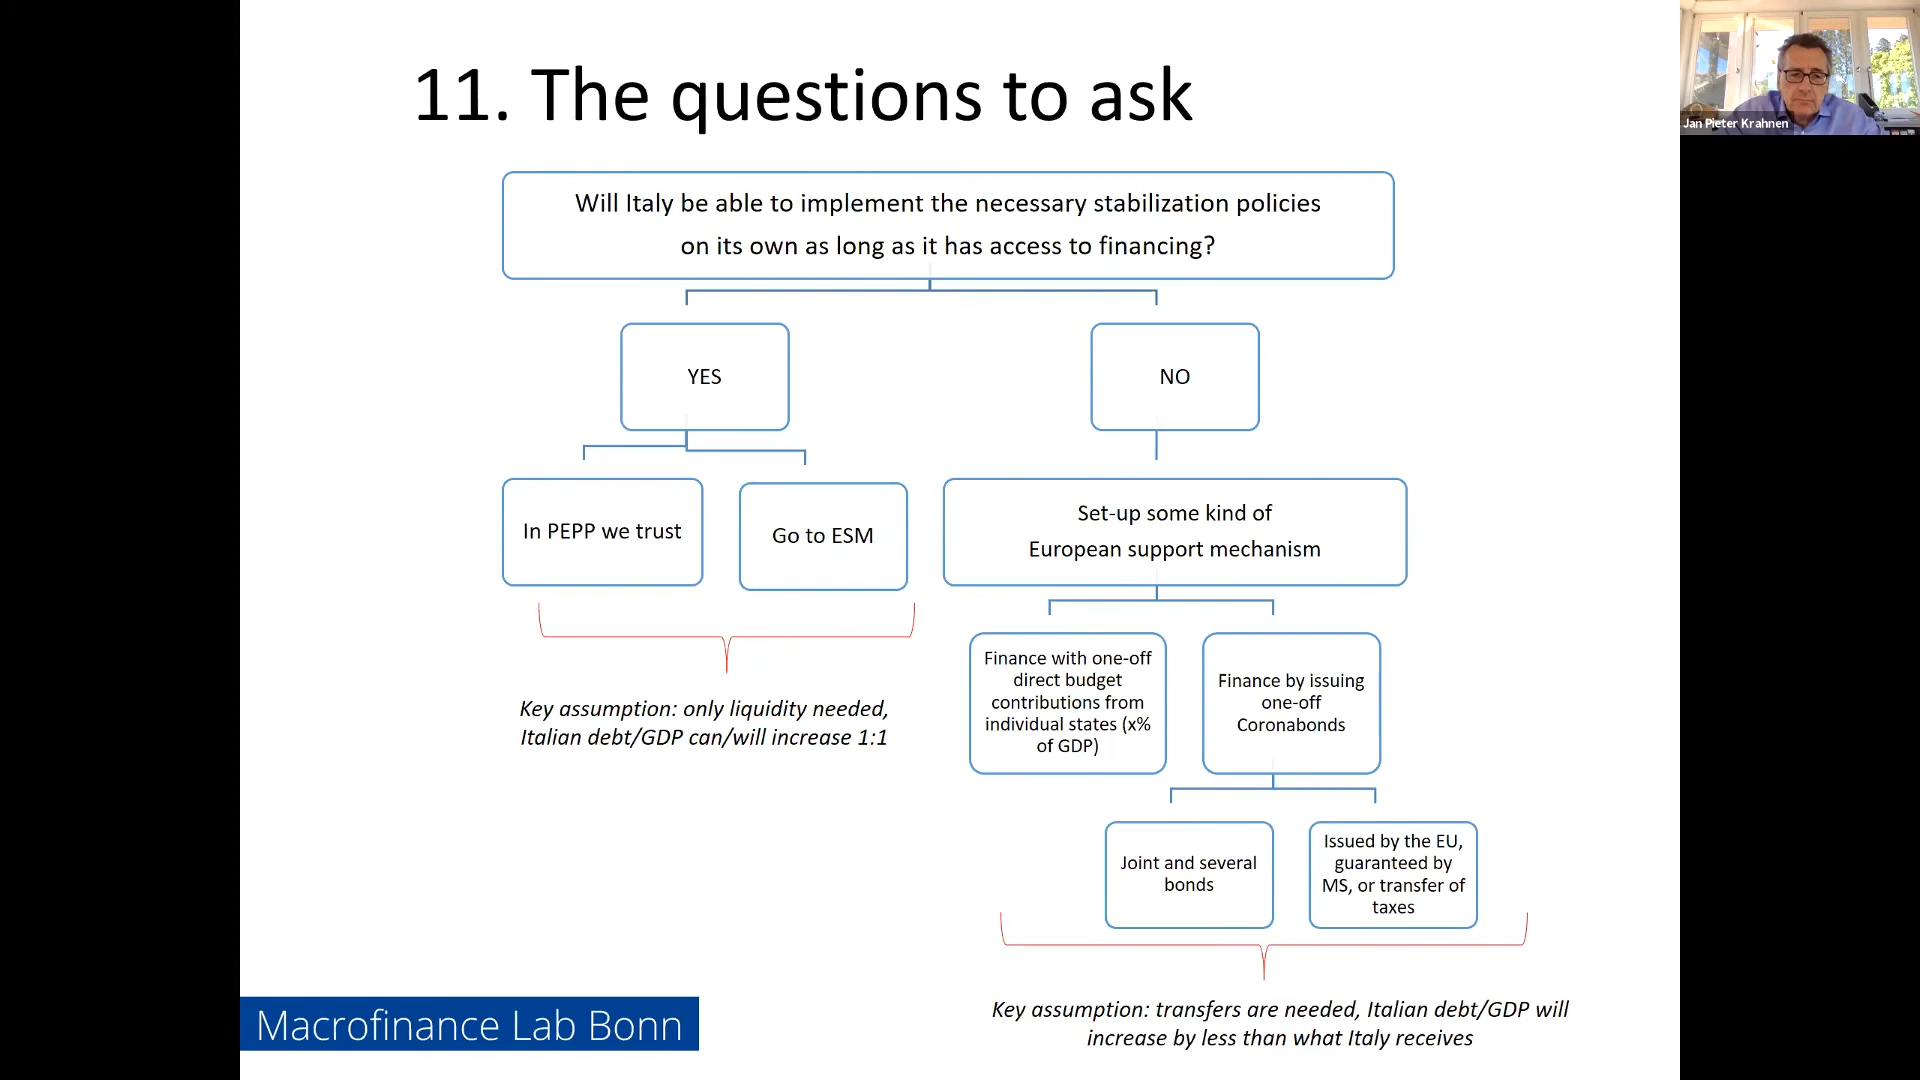 11. The questions to ask
Jan Pieter Krahnen
Will Italy be able to implement the necessary stabilization policies
on its own as long as it has access to financing?
YES
NO
In PEPP we trust
Go to ESM
Set-up some kind of
European support mechanism
Key assumption: only liquidity needed,
Italian debt/GDP can/will increase 1:1
Finance with one-off
direct budget
contributions from
individual states (x%
of GDP)
Finance by issuing
one-off
Coronabonds
Joint and several
bonds
Issued by the EU,
guaranteed by
MS, or transfer of
taxes
Key assumption: transfers are needed, Italian debt/GDP will
increase by less than what Italy receives
Macrofinance Lab Bonn